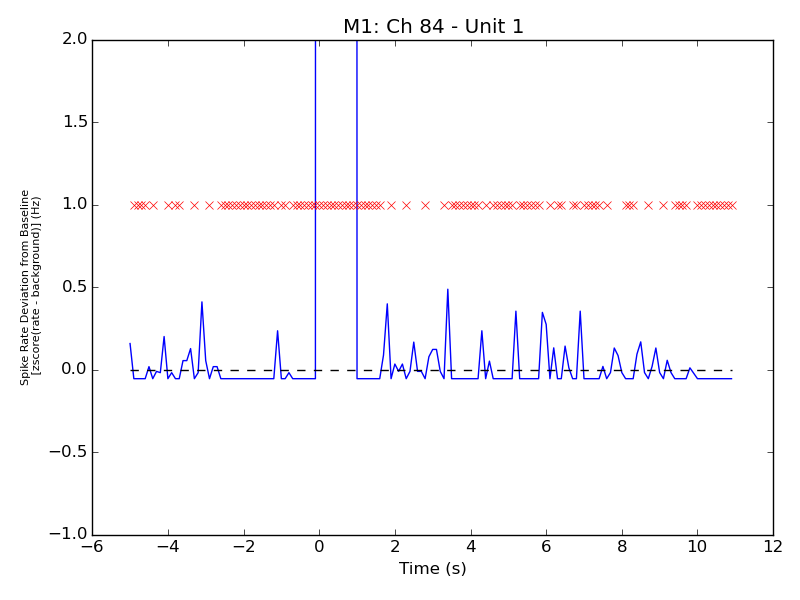 M1: Ch 84 - Unit 1
2.0
1.5
1.0
0.5
0.0
−0.5
−1.0
Spike Rate Deviation from Baseline
[zscore(rate - background)] (Hz)
−6 −4 −2 0 2 4 6 8 10 12
Time (s)